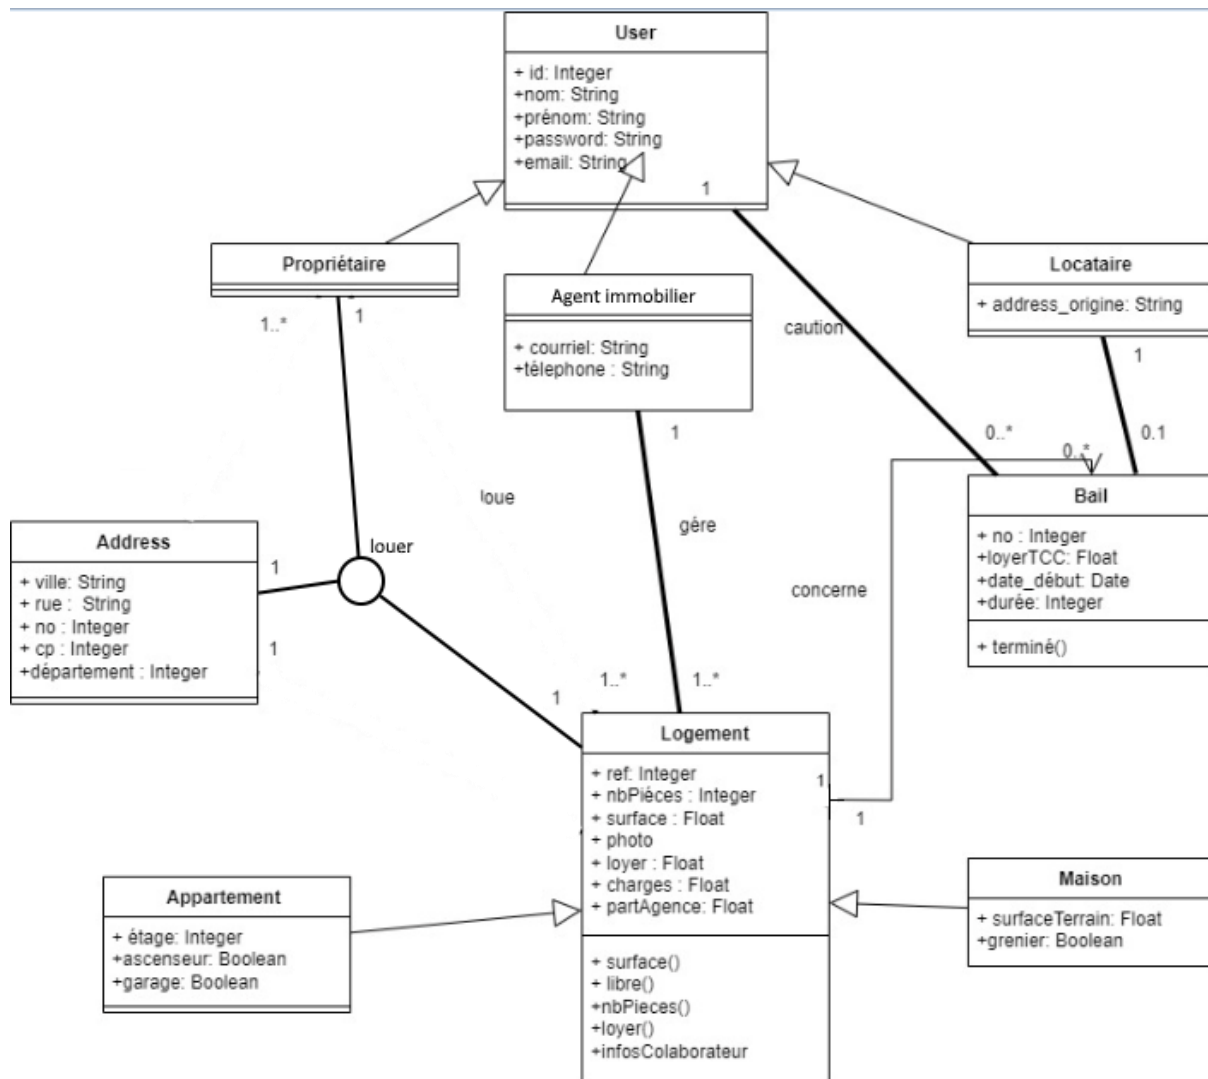 User
+ id: Integer
+nom: String
+prénom: String
+password: String
+email: String
1
Propriétaire
1..*
1
Agent immobilier
+ courriel: String
+télephone : String
1
Locataire
+ address_origine: String
1
caution
0..*
0..*
0.1
Bail
+ no : Integer
+loyerTCC: Float
+date_début: Date
+durée: Integer
+ terminé()
loue
gére
concerne
louer
Address
+ ville: String
+ rue : String
+ no : Integer
+ cp : Integer
+département : Integer
1
1
1
1..*
1..*
Logement
+ ref: Integer
+ nbPiéces : Integer
+ surface : Float
+ photo
+ loyer : Float
+ charges : Float
+ partAgence: Float
+ surface()
+ libre()
+nbPieces()
+loyer()
+infosColaborateur
1
1
Appartement
+ étage: Integer
+ascenseur: Boolean
+garage: Boolean
Maison
+ surfaceTerrain: Float
+grenier: Boolean